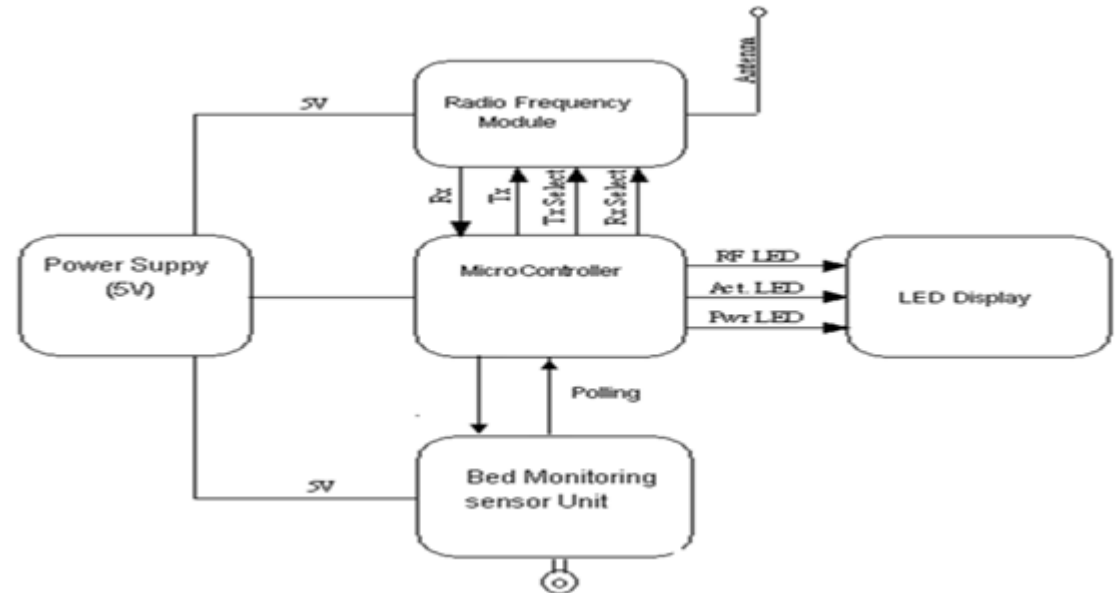 Antenna
5V
Radio Frequency
Module
Rx
Tx
Tx Select
Rx Select
Power Suppy
(5V)
MicroController
RF LED
Act. LED
Pwr LED
LED Display
Polling
5V
Bed Monitoring
sensor Unit